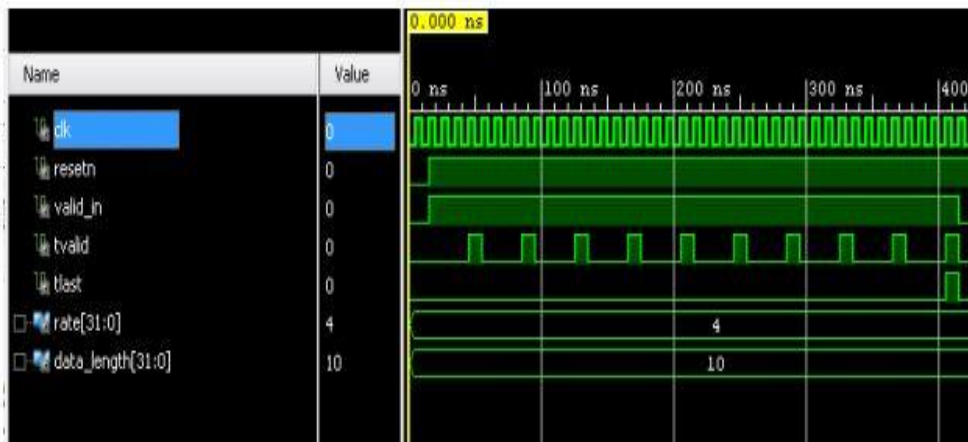 0.000 ns
Name Value
0 ns 100 ns 200 ns 300 ns 400
clk 0
resetn 0
valid_in 0
tvalid 0
tlast 0
rate[31:0] 4 4
data_length[31:0] 10 10